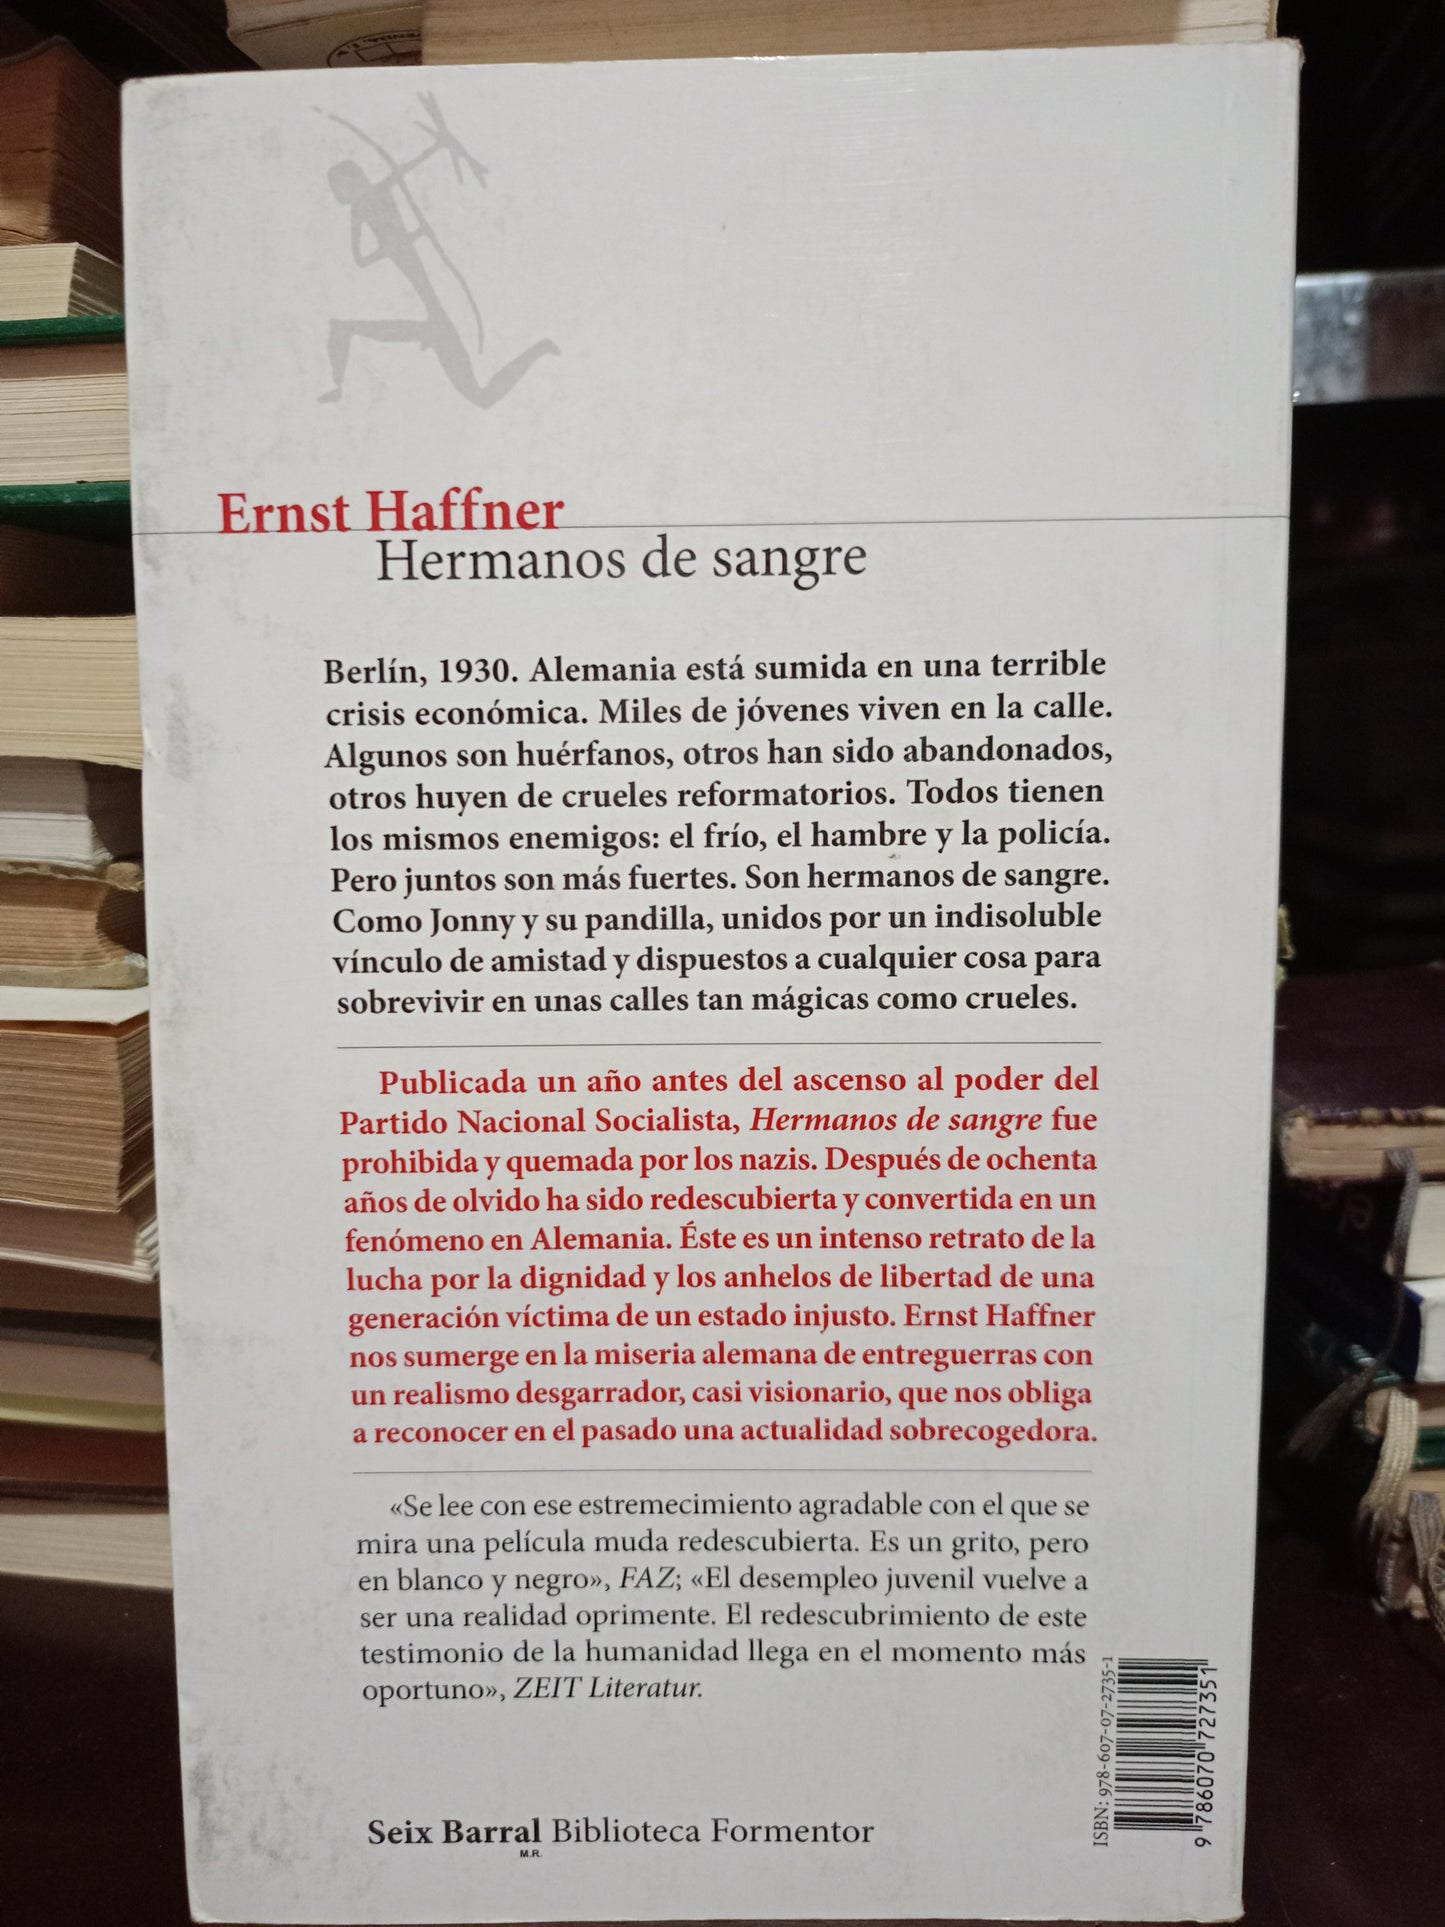 Ernst Haffner
Hermanos de sangre
Berlín, 1930. Alemania está sumida en una terrible
crisis económica. Miles de jóvenes viven en la calle.
Algunos son huérfanos, otros han sido abandonados,
otros huyen de crueles reformatorios. Todos tienen
los mismos enemigos: el frío, el hambre y la policía.
Pero juntos son más fuertes. Son hermanos de sangre.
Como Jonny y su pandilla, unidos por un indisoluble
vínculo de amistad y dispuestos a cualquier cosa para
sobrevivir en unas calles tan mágicas como crueles.
Publicada un año antes del ascenso al poder del
Partido Nacional Socialista, Hermanos de sangre fue
prohibida y quemada por los nazis. Después de ochenta
años de olvido ha sido redescubierta y convertida en un
fenómeno en Alemania. Éste es un intenso retrato de la
lucha por la dignidad y los anhelos de libertad de una
generación víctima de un estado injusto. Ernst Haffner
nos sumerge en la miseria alemana de entreguerras con
un realismo desgarrador, casi visionario, que nos obliga
a reconocer en el pasado una actualidad sobrecogedora.
«Se lee con ese estremecimiento agradable con el que se
mira una película muda redescubierta. Es un grito, pero
en blanco y negro», FAZ; «El desempleo juvenil vuelve a
ser una realidad oprimente. El redescubrimiento de este
testimonio de la humanidad llega en el momento más
oportuno», ZEIT Literatur.
ISBN: 978-607-07-2735-1
9 786070 727351
Seix Barral Biblioteca Formentor
M.R.